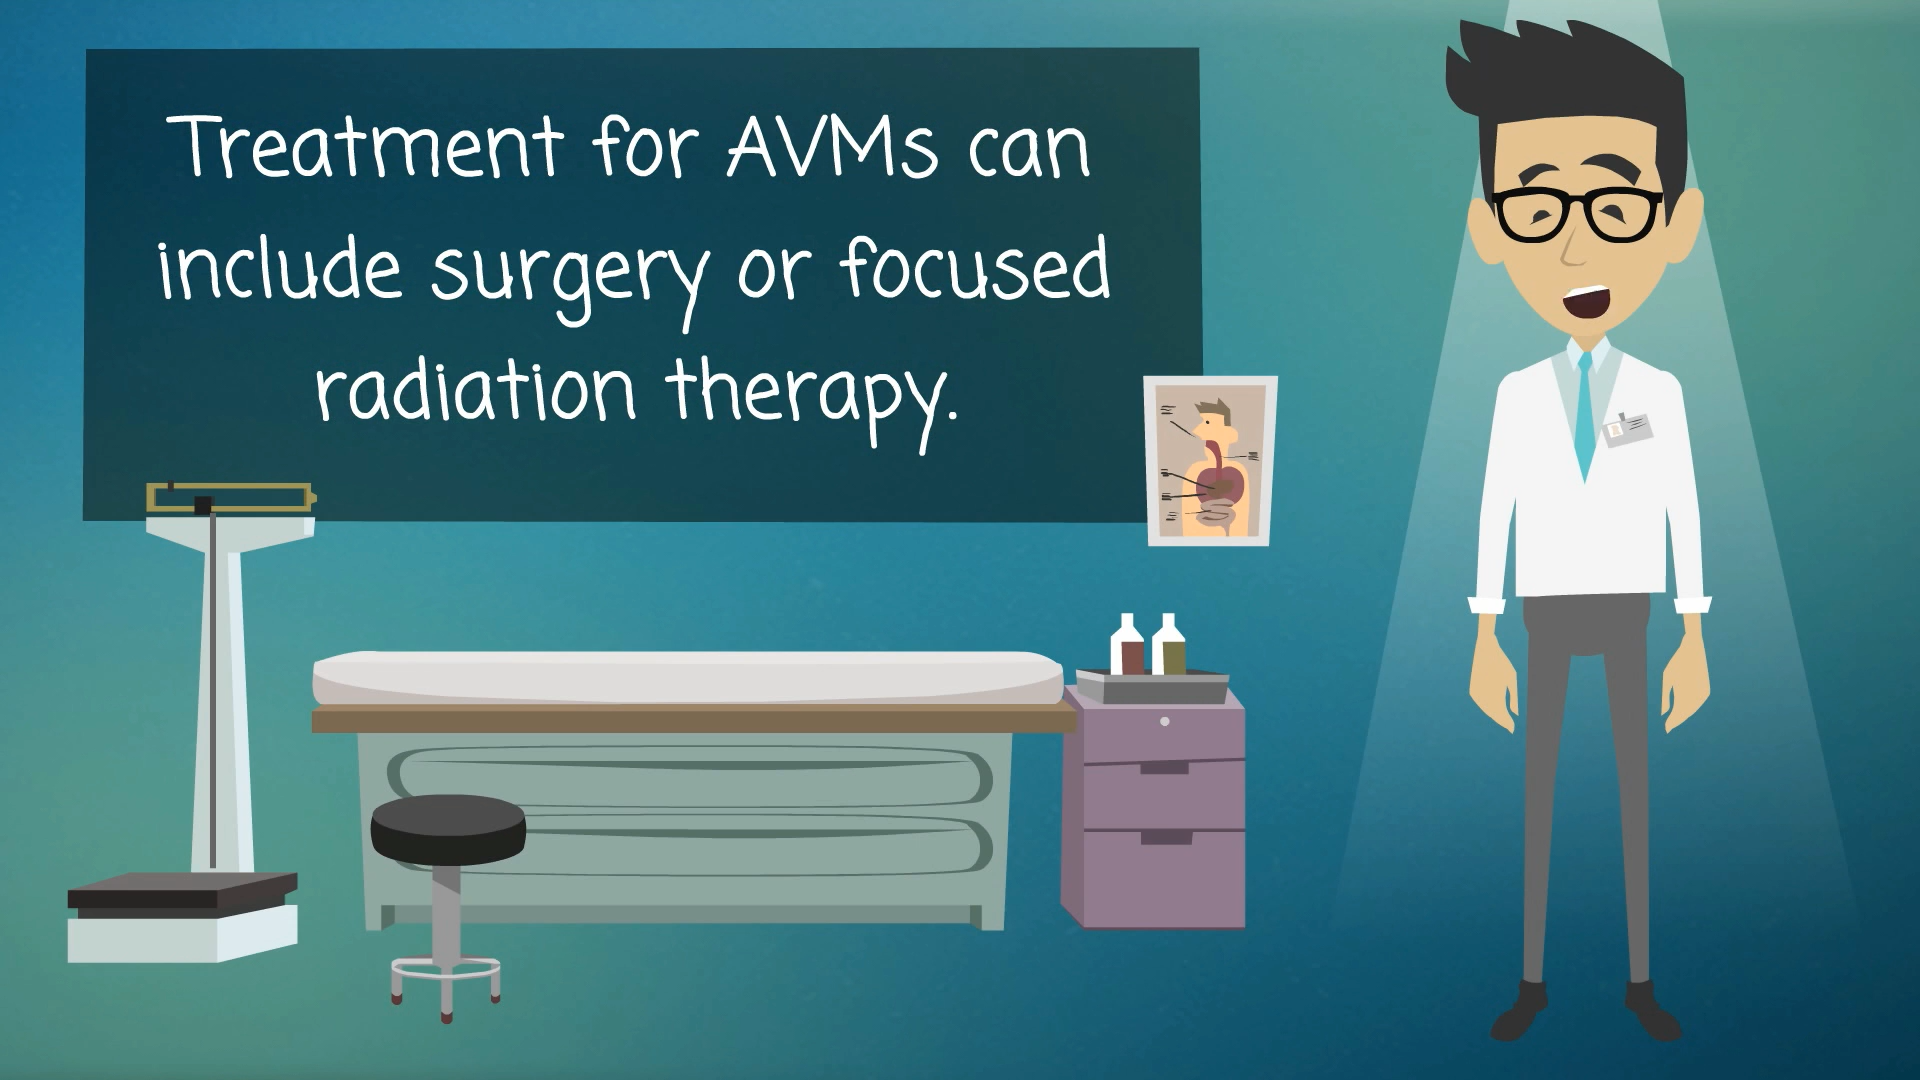 Treatment for AVMs can
include surgery or focused
radiation therapy.